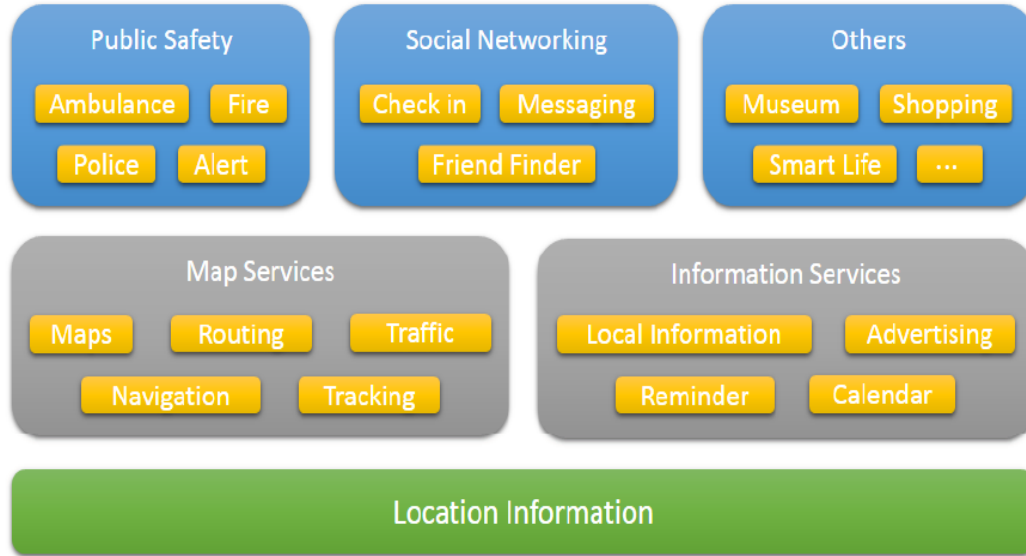 Public Safety
Ambulance Fire
Police Alert
Social Networking
Check in Messaging
Friend Finder
Others
Museum Shopping
Smart Life ...
Map Services
Maps Routing Traffic
Navigation Tracking
Information Services
Local Information Advertising
Reminder Calendar
Location Information